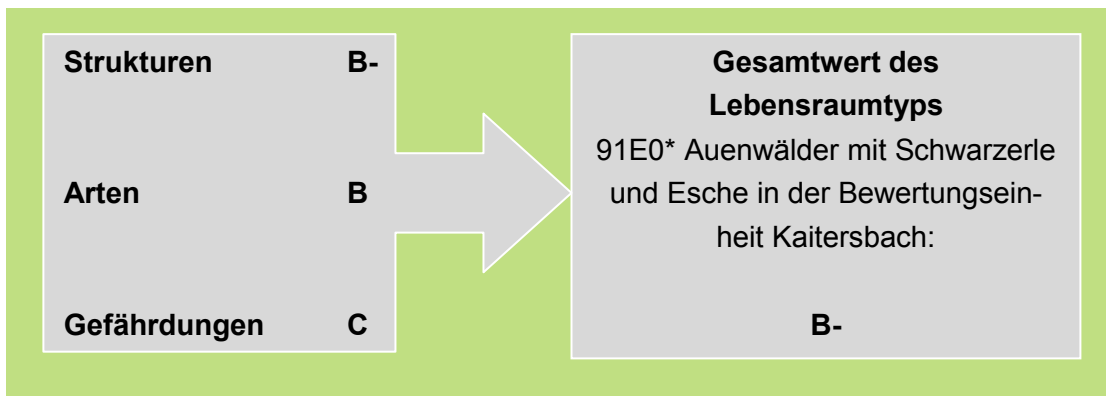 Strukturen B-
Arten B
Gefährdungen C
Gesamtwert des
Lebensraumtyps
91E0* Auenwälder mit Schwarzerle
und Esche in der Bewertungsein-
heit Kaitersbach:
B-